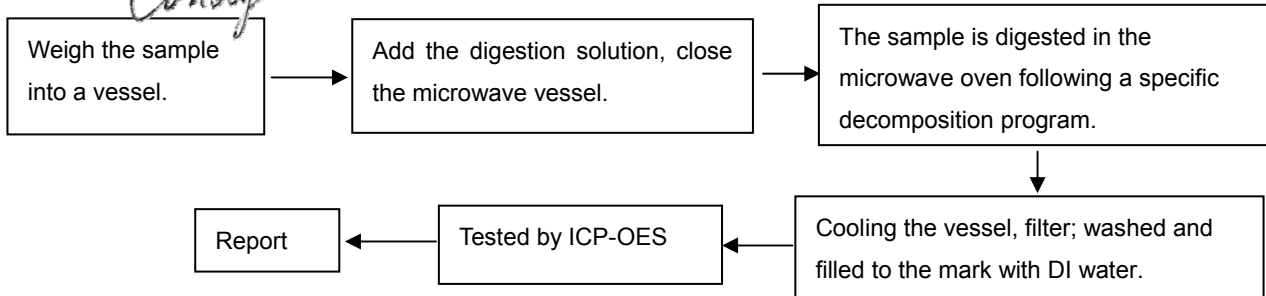 Weigh the sample
into a vessel.
Add the digestion solution, close
the microwave vessel.
The sample is digested in the
microwave oven following a specific
decomposition program.
Cooling the vessel, filter; washed and
filled to the mark with DI water.
Tested by ICP-OES
Report